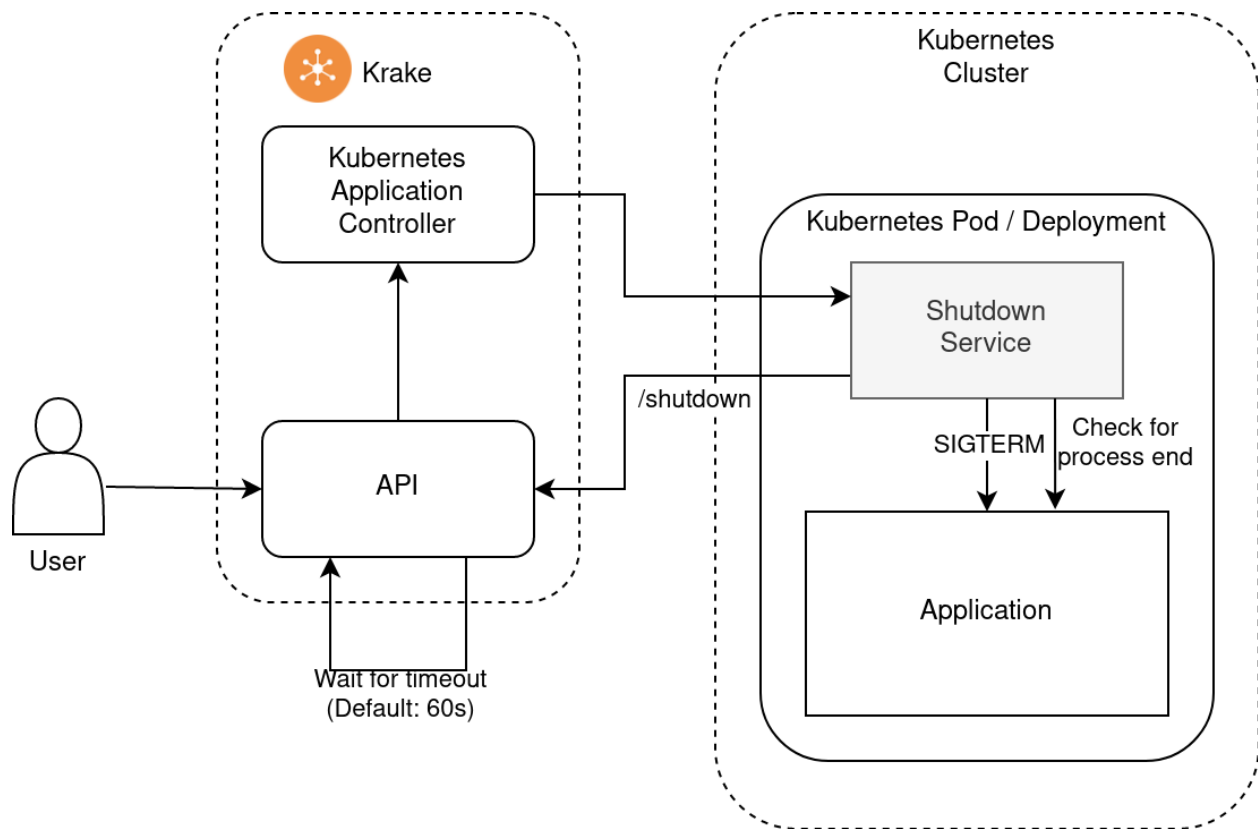 Krake
Kubernetes
Application
Controller
API
User
Wait for timeout
(Default: 60s)
/shutdown
Kubernetes
Cluster
Kubernetes Pod / Deployment
Shutdown
Service
SIGTERM
Check for
process end
Application